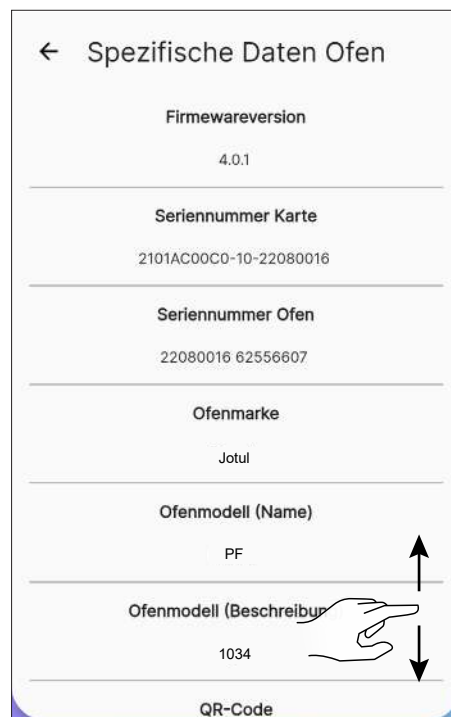 Spezifische Daten Ofen
Firmewareversion
4.0.1
Seriennummer Karte
2101AC00C0-10-22080016
Seriennummer Ofen
22080016 62556607
Ofenmarke
Jotul
Ofenmodell (Name)
PF
Ofenmodell (Beschreibun
1034
QR-Code